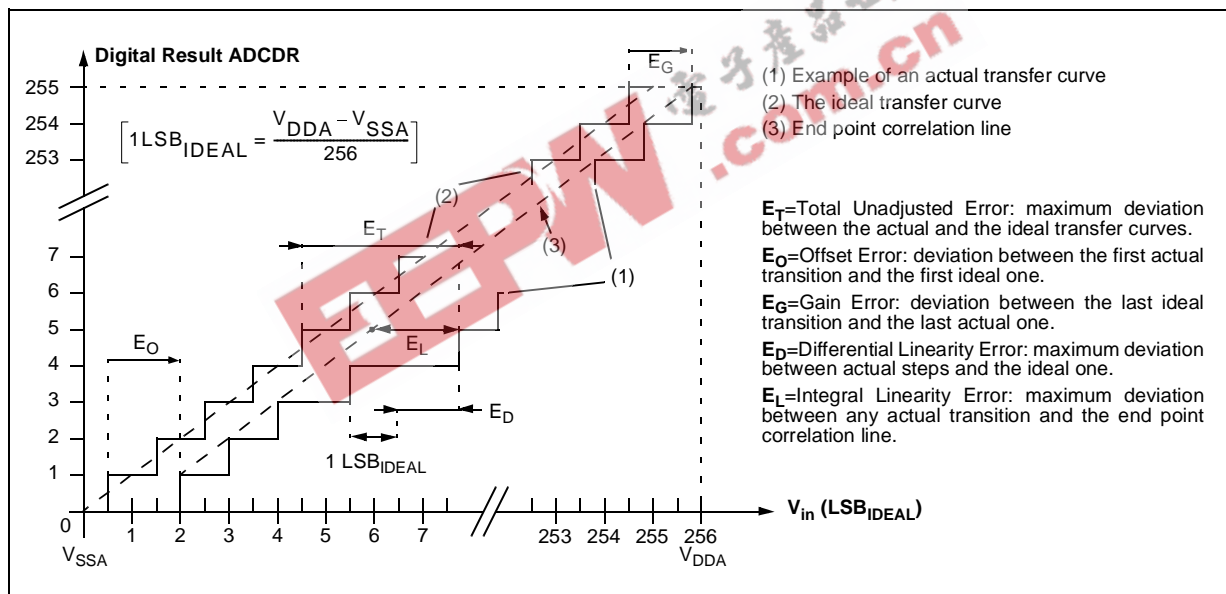 Digital Result ADCDR
E_G
255
254
253
[1LSB_IDEAL = (V_DDA – V_SSA) / 256]
(1) Example of an actual transfer curve
(2) The ideal transfer curve
(3) End point correlation line
電子產品
EEPW
.com.cn
(2)
E_T
(3)
(1)
7
6
5
4
3
2
1
0
E_O
E_L
E_D
1 LSB_IDEAL
E_T=Total Unadjusted Error: maximum deviation
between the actual and the ideal transfer curves.
E_O=Offset Error: deviation between the first actual
transition and the first ideal one.
E_G=Gain Error: deviation between the last ideal
transition and the last actual one.
E_D=Differential Linearity Error: maximum deviation
between actual steps and the ideal one.
E_L=Integral Linearity Error: maximum deviation
between any actual transition and the end point
correlation line.
1 2 3 4 5 6 7 253 254 255 256
V_in (LSB_IDEAL)
V_SSA
V_DDA